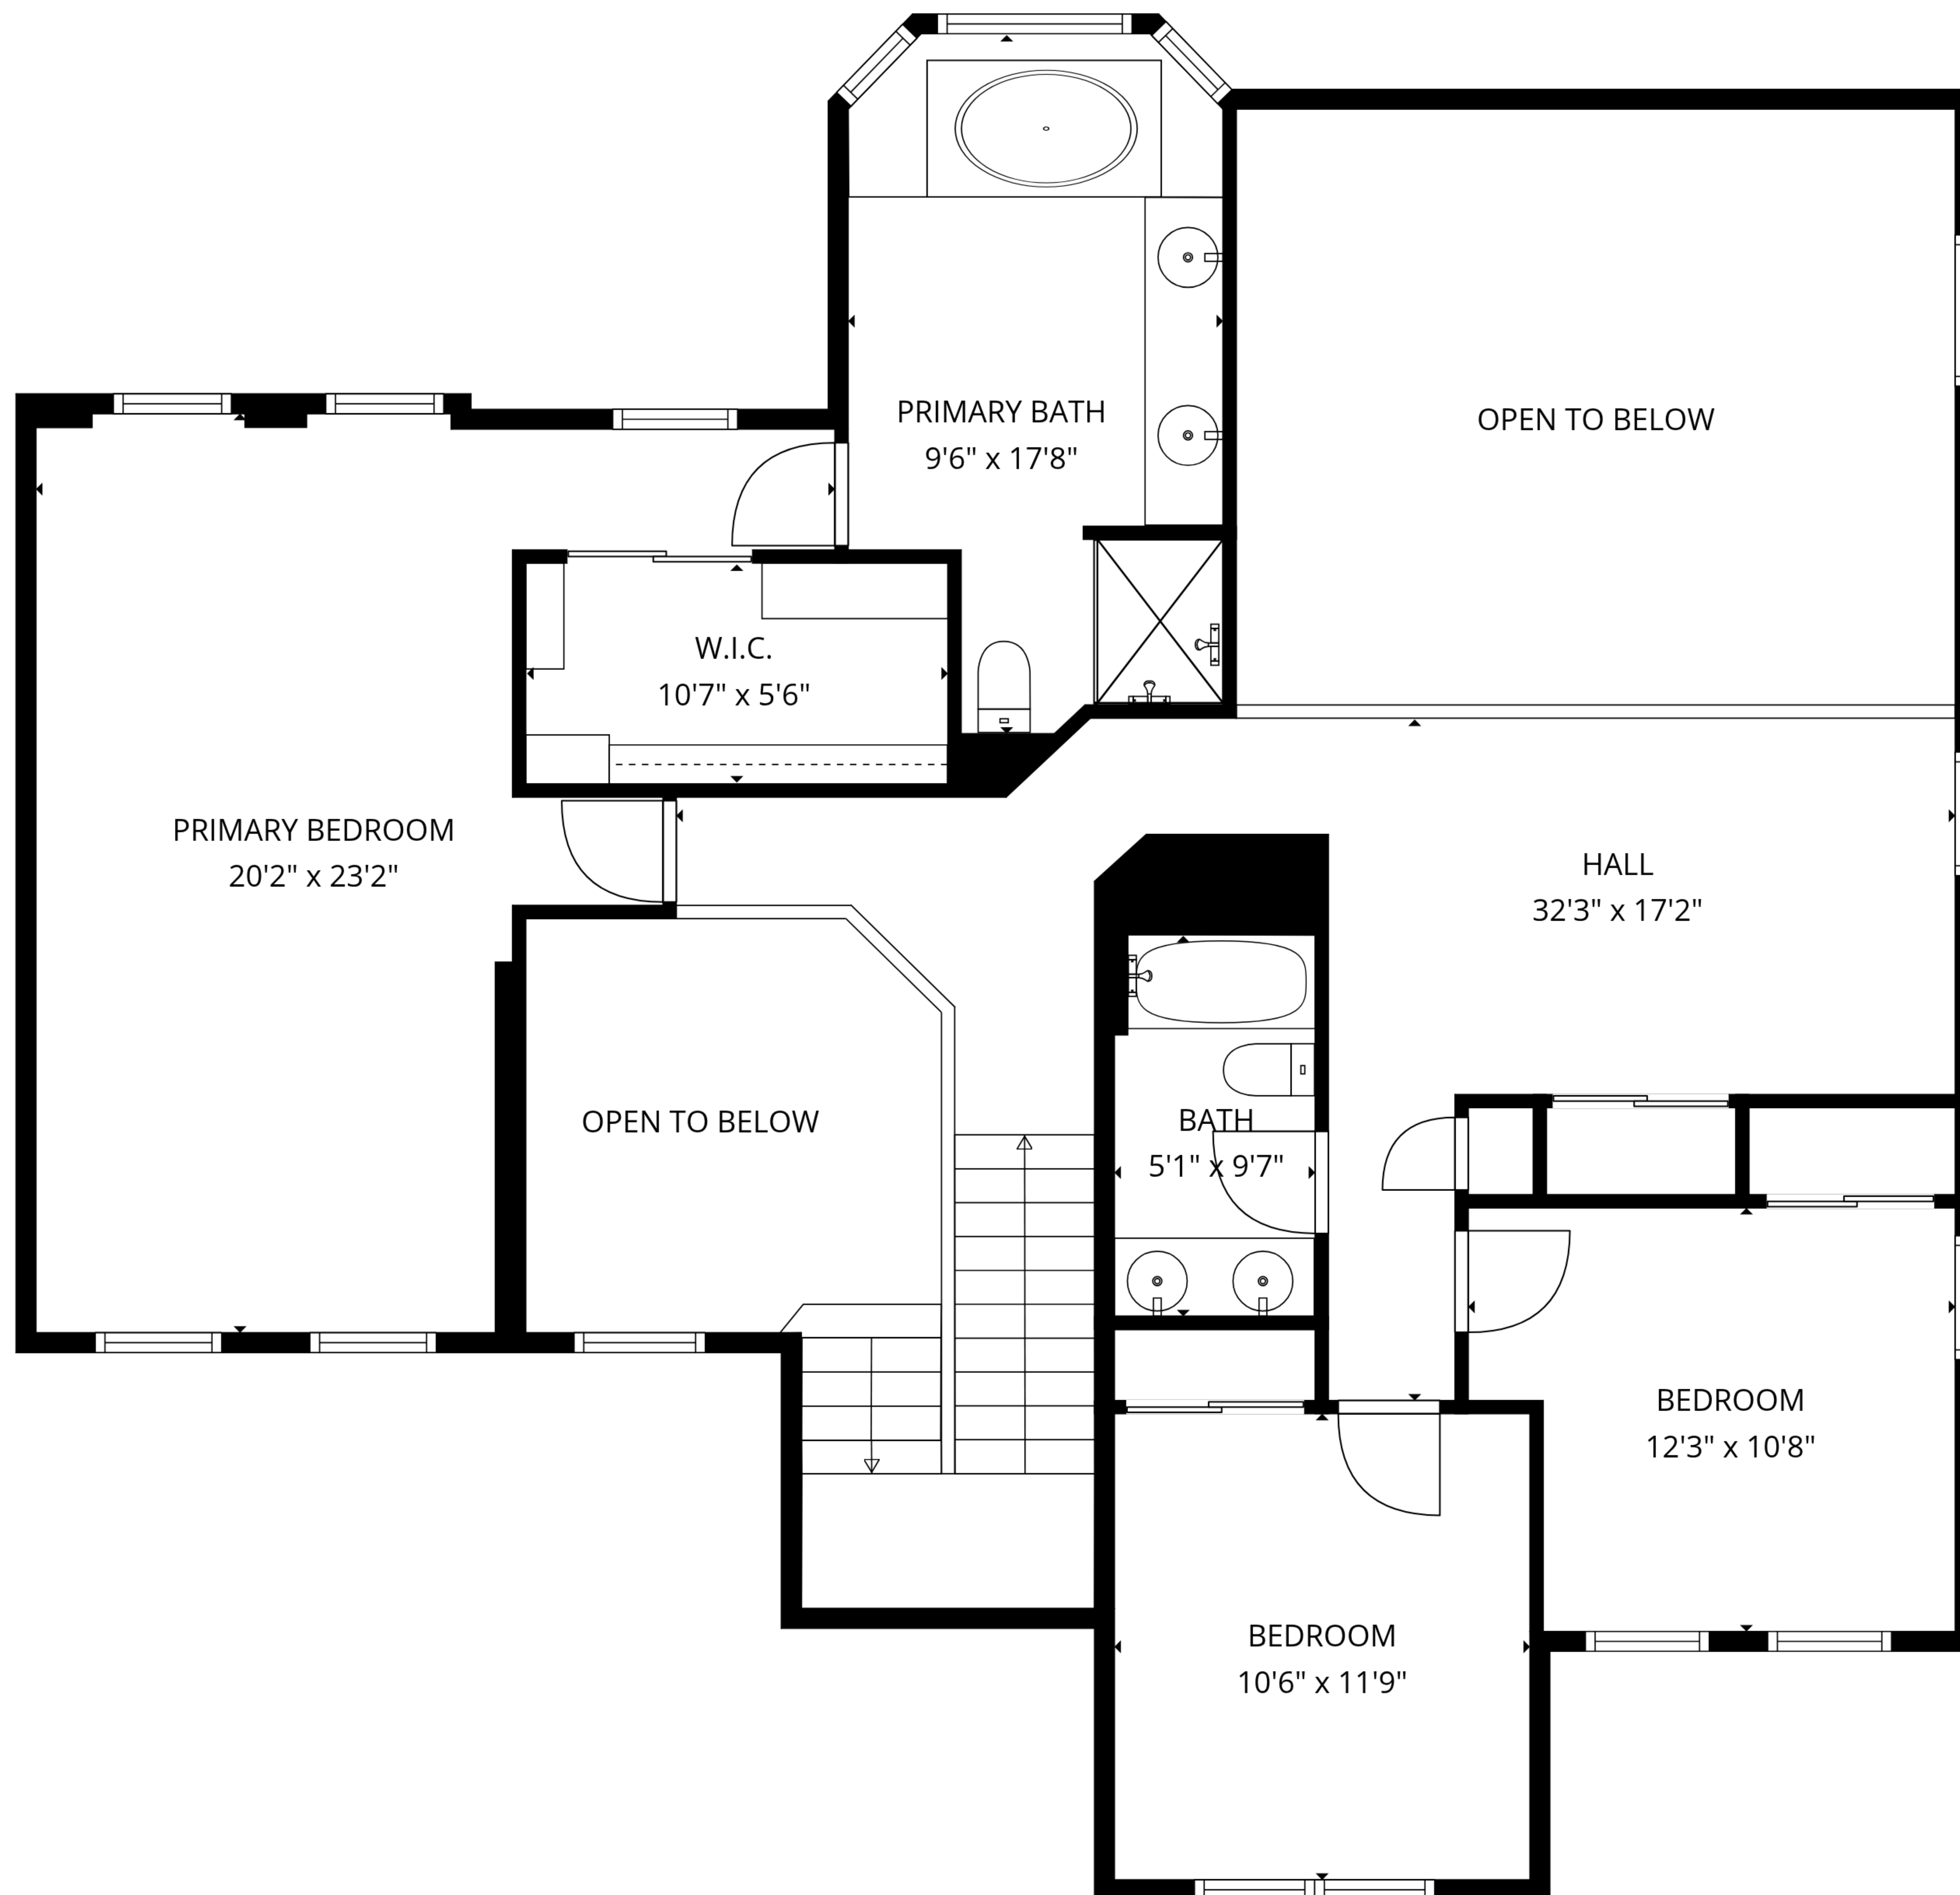 PRIMARY BATH
9'6" x 17'8"
OPEN TO BELOW
W.I.C.
10'7" x 5'6"
PRIMARY BEDROOM
20'2" x 23'2"
HALL
32'3" x 17'2"
OPEN TO BELOW
BATH
5'1" x 9'7"
BEDROOM
12'3" x 10'8"
BEDROOM
10'6" x 11'9"